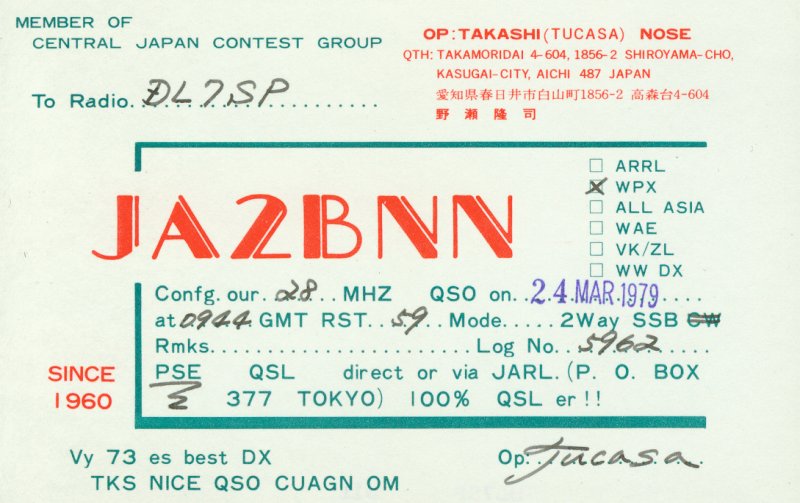 MEMBER OF
CENTRAL JAPAN CONTEST GROUP
OP: TAKASHI (TUCASA) NOSE
QTH: TAKAMORIDAI 4-604, 1856-2 SHIROYAMA-CHO,
KASUGAI-CITY, AICHI 487 JAPAN
愛知県春日井市白山町1856-2 高森台4-604
野瀬隆司
To Radio..DL7SP..................
JA2BNN
ARRL
WPX
ALL ASIA
WAE
VK/ZL
WW DX
Confg. our..28...MHZ QSO on..24.MAR.1979....
at 0944 GMT RST..59..Mode.....2Way SSB CW
Rmks.......................Log No...5962.....
PSE QSL direct or via JARL. (P. O. BOX
377 TOKYO) 100% QSL er!!
SINCE
1960
Vy 73 es best DX
TKS NICE QSO CUAGN OM
Op:.Tucasa..